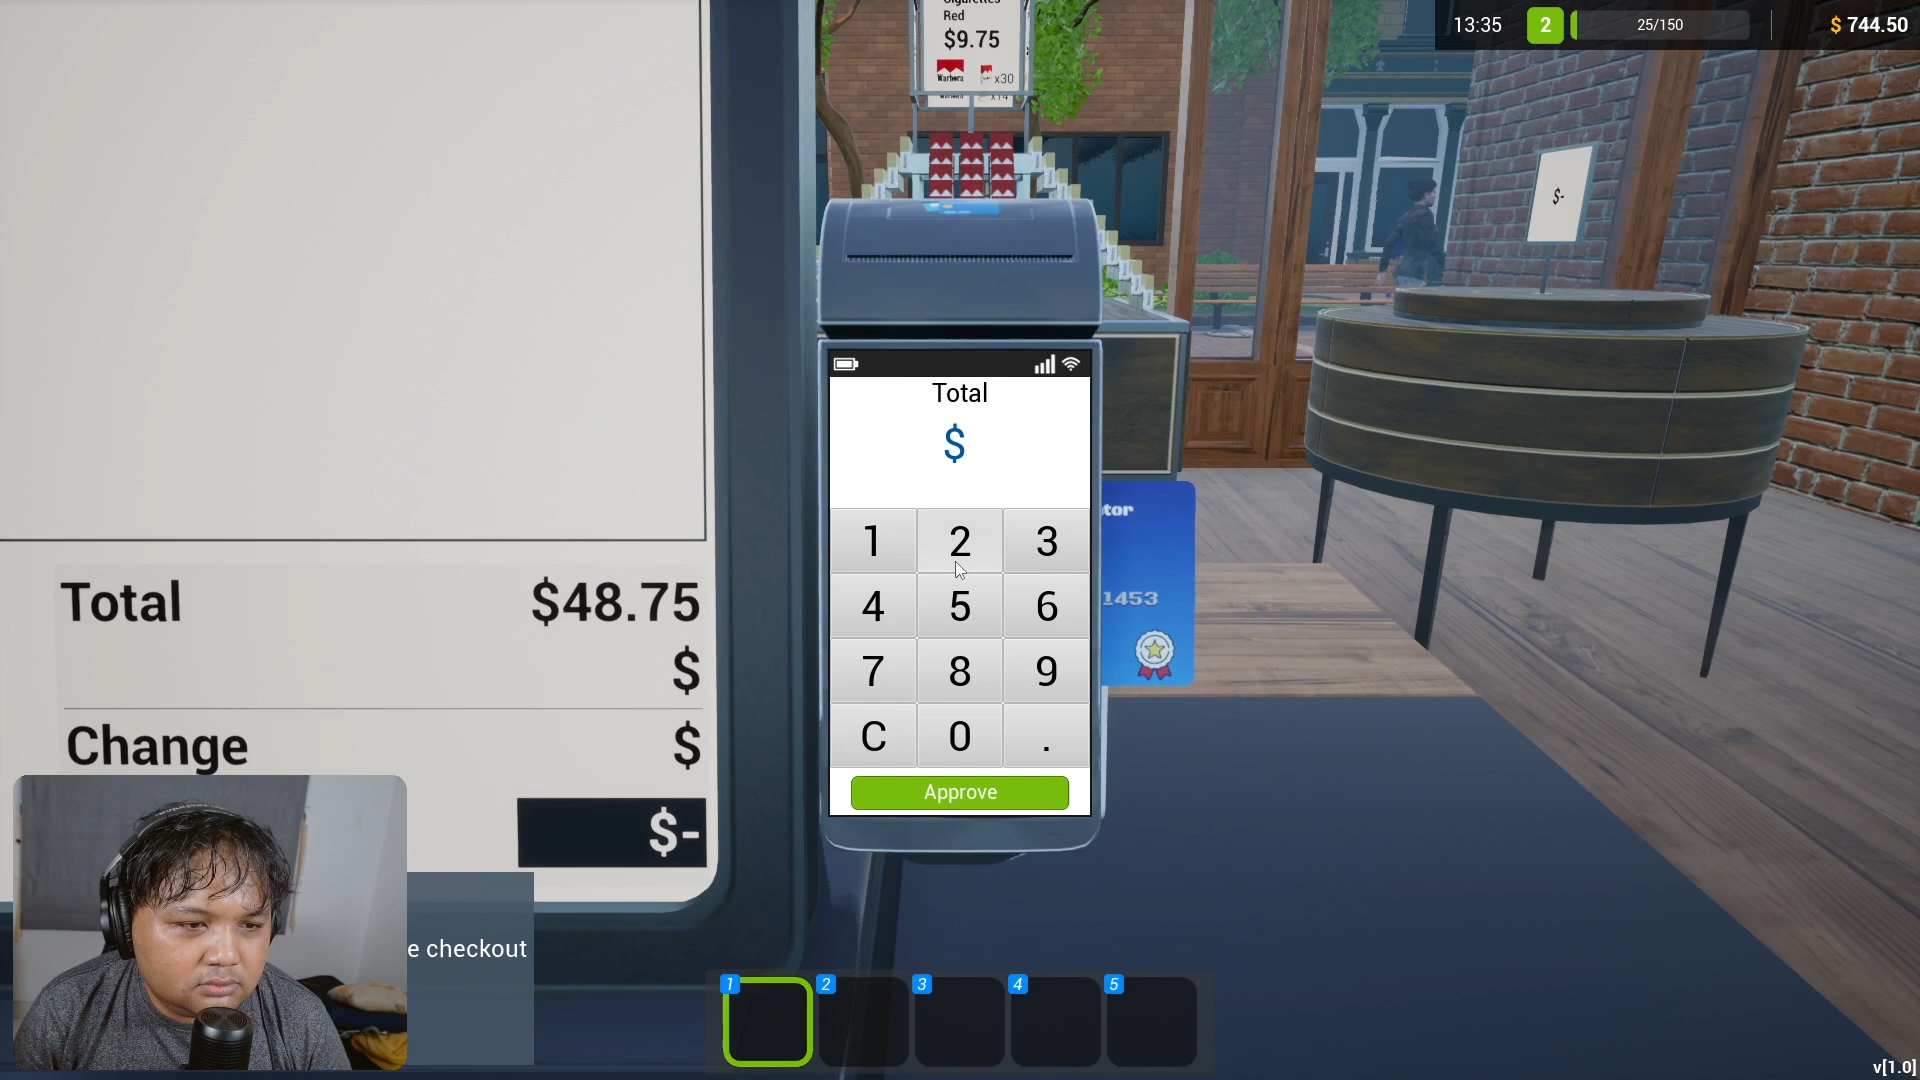 Red
$9.75
x30
13:35
2
25/150
$ 744.50
$-
Total
$
1 2 3
4 5 6
7 8 9
C 0 .
Approve
tor
1453
Total $48.75
$
Change $
$-
e checkout
1 2 3 4 5
v[1.0]